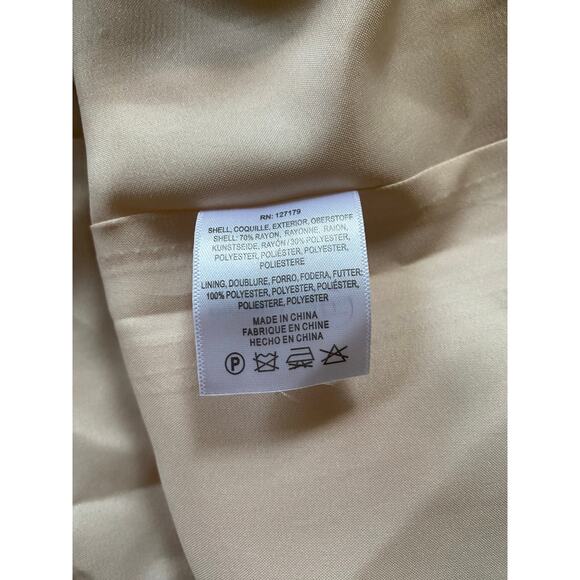 RN: 127179
SHELL, COQUILLE, EXTERIOR, OBERSTOFF
SHELL: 70% RAYON, RAYONNE, RAION,
KUNSTSEIDE, RAYÓN / 30% POLYESTER,
POLYESTER, POLIÉSTER, POLYESTER,
POLIESTERE
LINING, DOUBLURE, FORRO, FODERA, FUTTER:
100% POLYESTER, POLYESTER, POLIÉSTER,
POLIESTERE, POLYESTER
MADE IN CHINA
FABRIQUE EN CHINE
HECHO EN CHINA
P